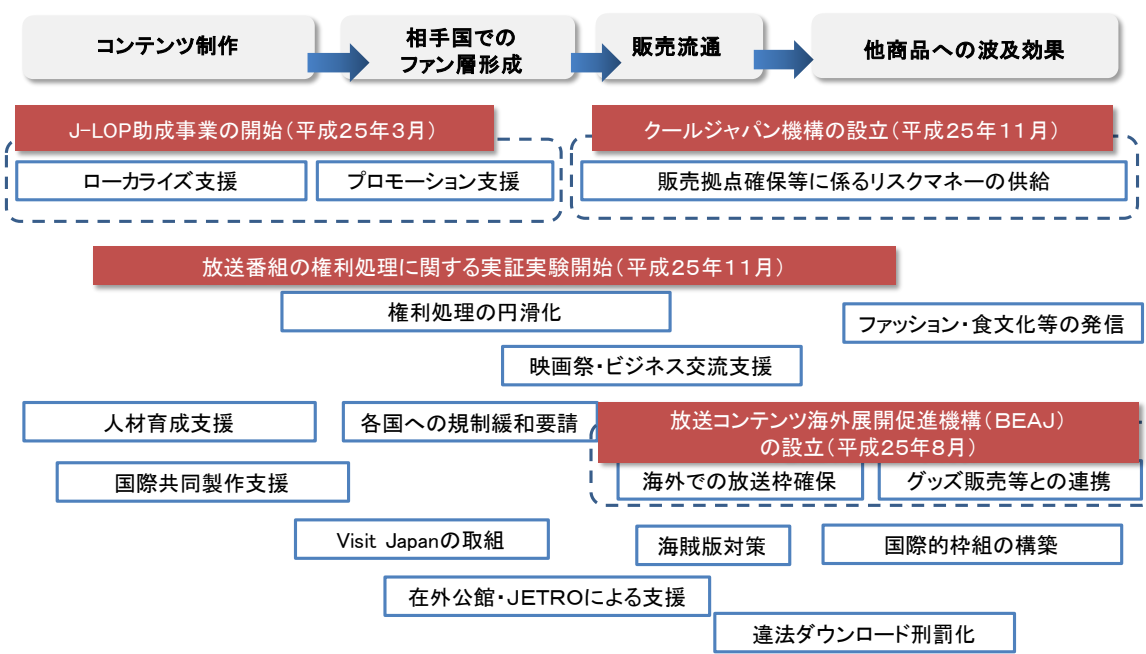 コンテンツ制作
相手国での
ファン層形成
販売流通
他商品への波及効果
J-LOP助成事業の開始（平成２５年３月）
クールジャパン機構の設立（平成２５年１１月）
ローカライズ支援
プロモーション支援
販売拠点確保等に係るリスクマネーの供給
放送番組の権利処理に関する実証実験開始（平成２５年１１月）
権利処理の円滑化
ファッション・食文化等の発信
映画祭・ビジネス交流支援
人材育成支援
各国への規制緩和要請
放送コンテンツ海外展開促進機構（ＢＥＡＪ）
の設立（平成２５年８月）
国際共同製作支援
海外での放送枠確保
グッズ販売等との連携
Visit Japanの取組
海賊版対策
国際的枠組の構築
在外公館・ＪＥＴＲＯによる支援
違法ダウンロード刑罰化